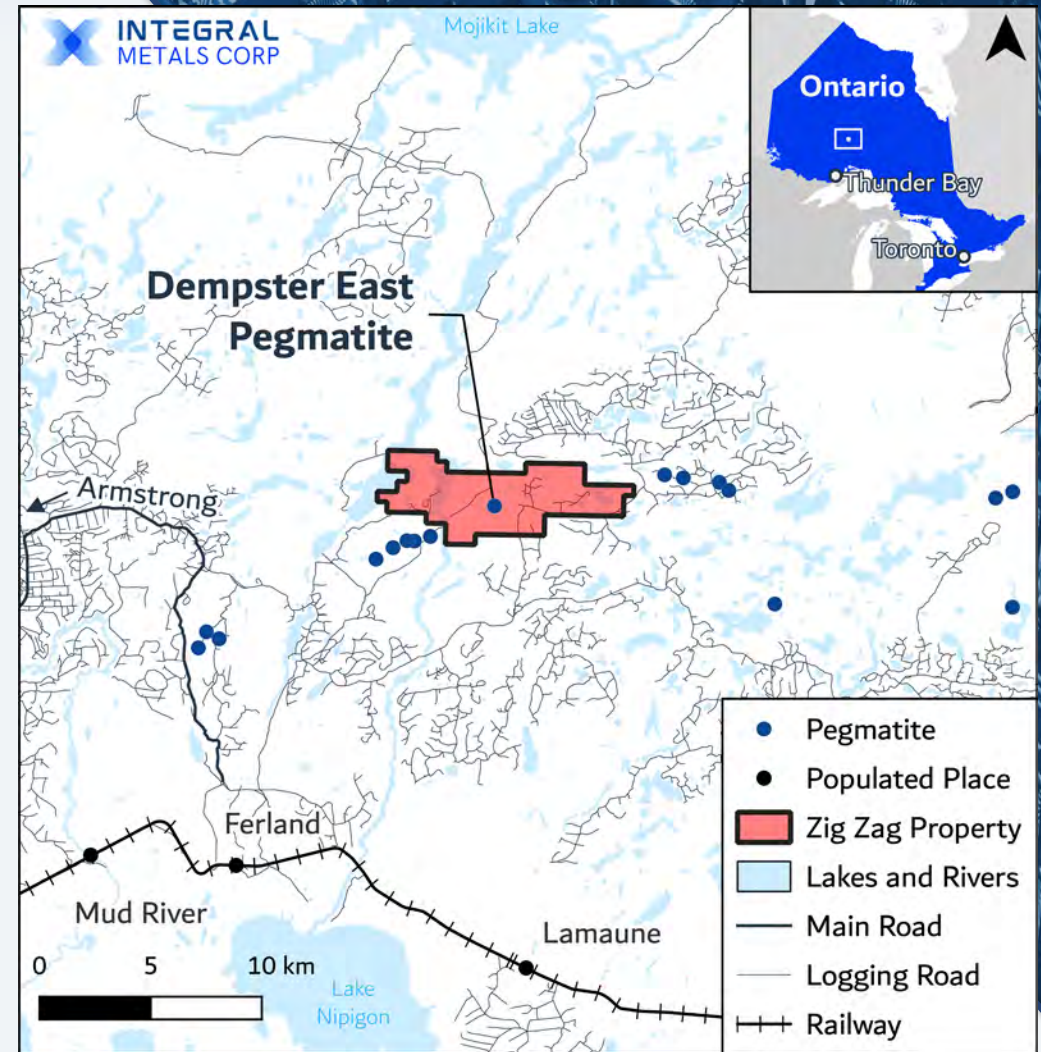 INTEGRAL
METALS CORP
Mojikit Lake
Ontario
Thunder Bay
Toronto
Dempster East
Pegmatite
Armstrong
Ferland
Mud River
Lamaune
0 5 10 km
Lake
Nipigon
Pegmatite
Populated Place
Zig Zag Property
Lakes and Rivers
Main Road
Logging Road
Railway